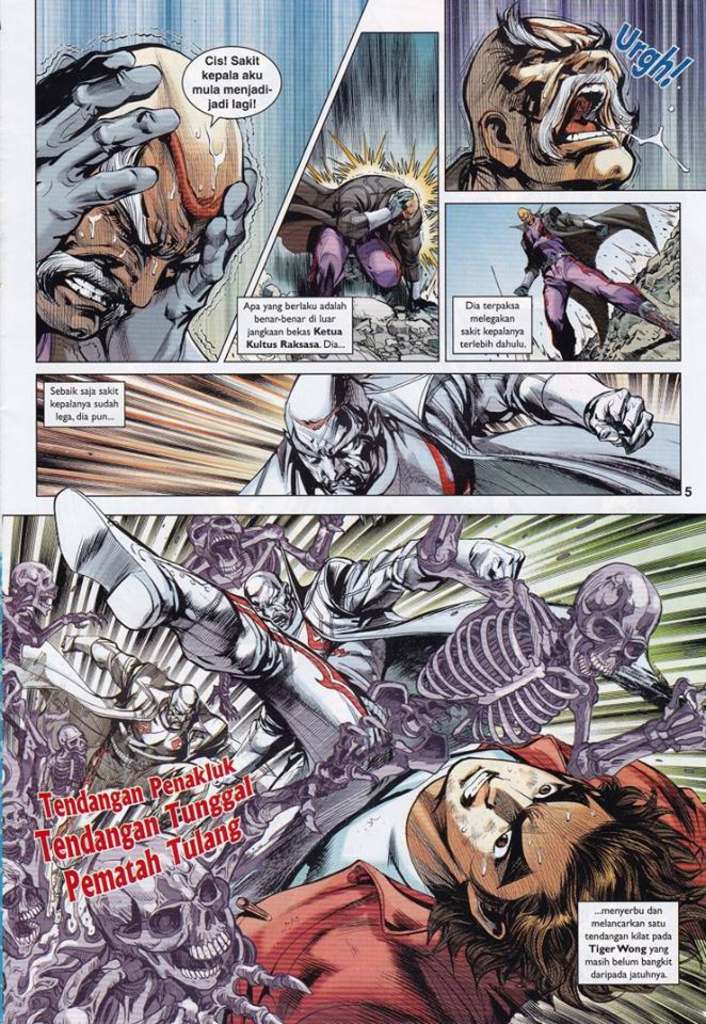 Cis! Sakit
kepala aku
mula menjadi-
jadi lagi!
Apa yang berlaku adalah
benar-benar di luar
jangkaan bekas Ketua
Kultus Raksasa. Dia...
Urgh!
Dia terpaksa
melegakan
sakit kepalanya
terlebih dahulu.
Sebaik saja sakit
kepalanya sudah
lega, dia pun...
5
Tendangan Penakluk
Tendangan Tunggal
Pematah Tulang
...menyerbu dan
melancarkan satu
tendangan kilat pada
Tiger Wong yang
masih belum bangkit
daripada jatuhnya.